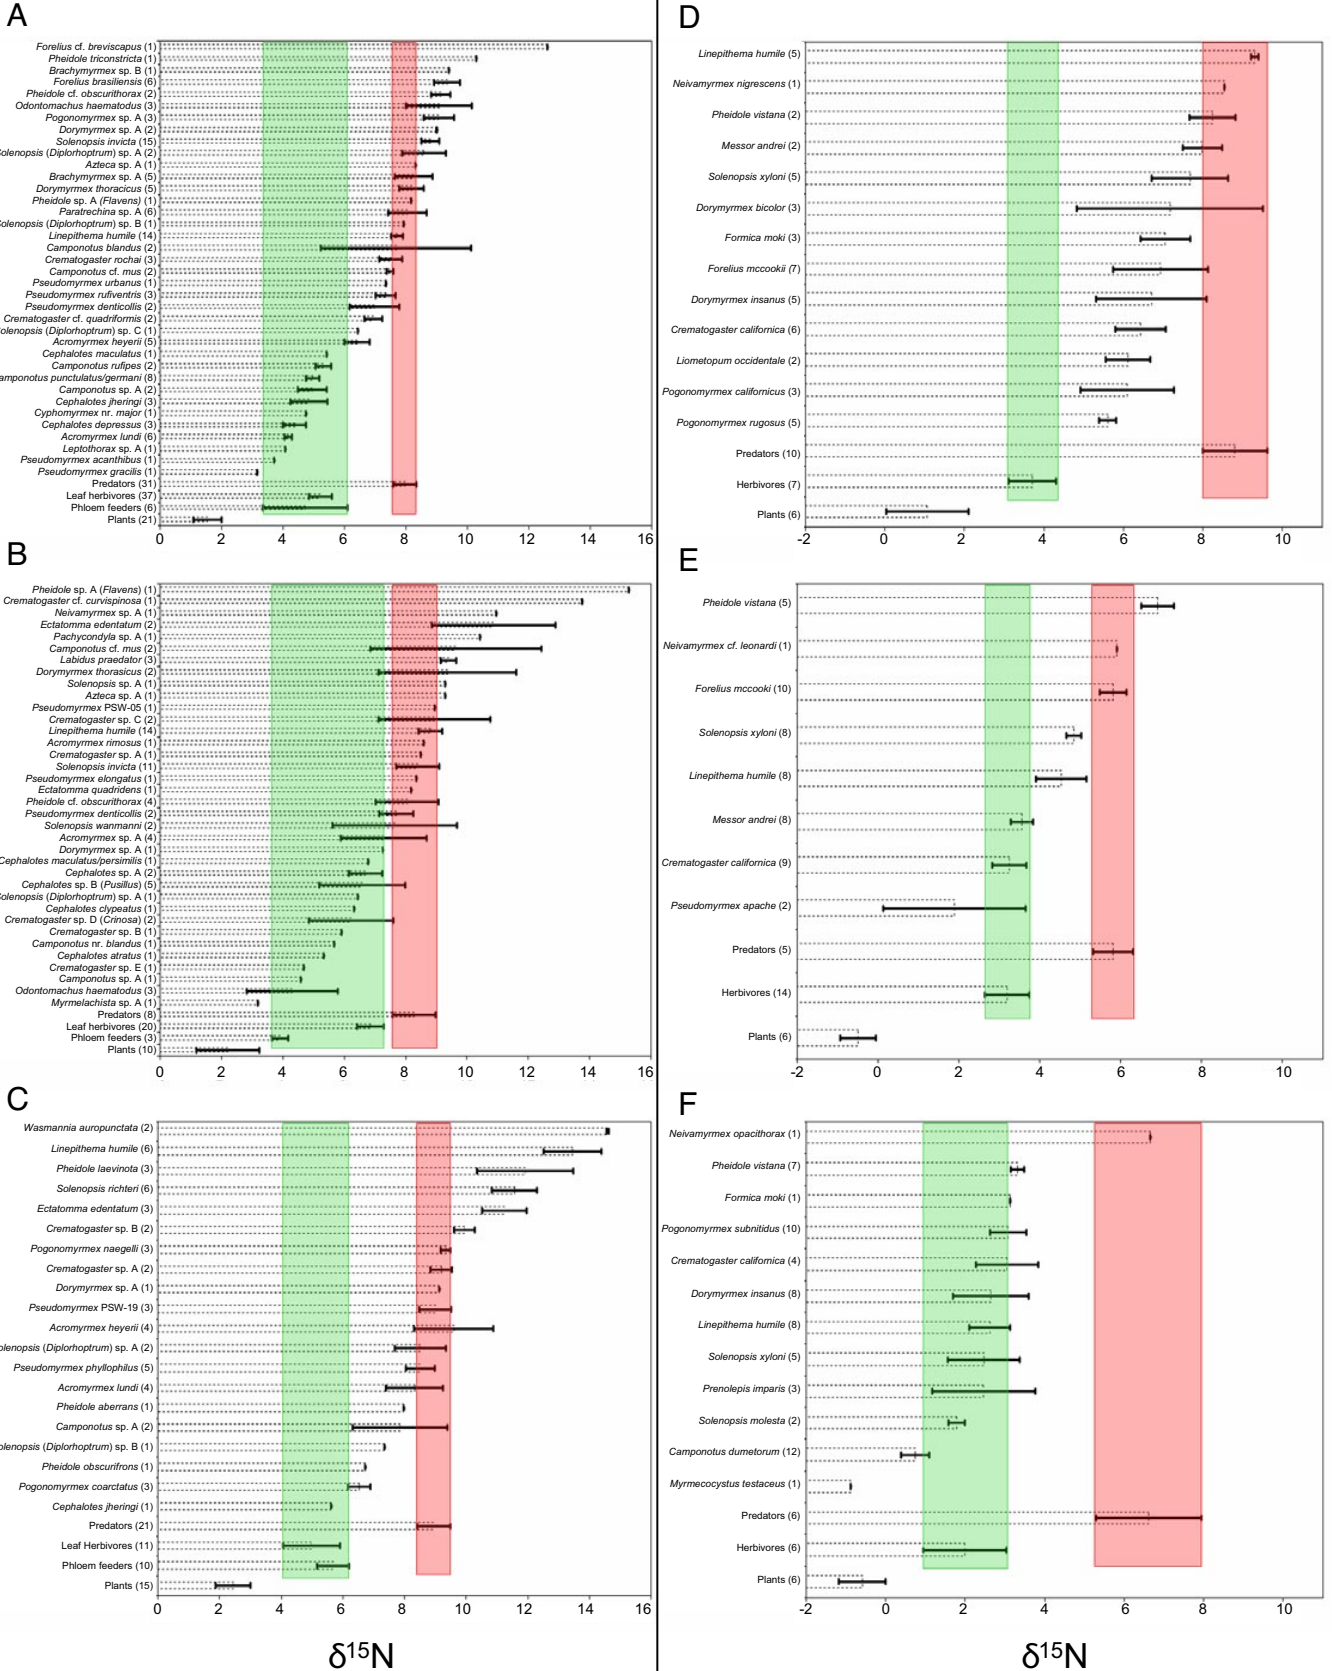 A
Forelius cf. breviscapus (1)
Pheidole triconstricta (1)
Brachymyrmex sp. B (1)
Forelius brasiliensis (6)
Pheidole cf. obscurithorax (2)
Odontomachus haematodus (3)
Pogonomyrmex sp. A (3)
Dorymyrmex sp. A (2)
Solenopsis invicta (15)
olenopsis (Diplorhoptrum) sp. A (2)
Azteca sp. A (1)
Brachymyrmex sp. A (5)
Dorymyrmex thoracicus (5)
Pheidole sp. A (Flavens) (1)
Paratrechina sp. A (6)
olenopsis (Diplorhoptrum) sp. B (1)
Linepithema humile (14)
Camponotus blandus (2)
Crematogaster rochai (3)
Camponotus cf. mus (2)
Pseudomyrmex urbanus (1)
Pseudomyrmex rufiventris (3)
Pseudomyrmex denticollis (2)
Crematogaster cf. quadriformis (2)
olenopsis (Diplorhoptrum) sp. C (1)
Acromyrmex heyerii (5)
Cephalotes maculatus (1)
Camponotus rufipes (2)
amponotus punctulatus/germani (8)
Camponotus sp. A (2)
Cephalotes jheringi (3)
Cyphomyrmex nr. major (1)
Cephalotes depressus (3)
Acromyrmex lundi (6)
Leptothorax sp. A (1)
Pseudomyrmex acanthibus (1)
Pseudomyrmex gracilis (1)
Predators (31)
Leaf herbivores (37)
Phloem feeders (6)
Plants (21)
0 2 4 6 8 10 12 14 16
B
Pheidole sp. A (Flavens) (1)
Crematogaster cf. curvispinosa (1)
Neivamyrmex sp. A (1)
Ectatomma edentatum (2)
Pachycondyla sp. A (1)
Camponotus cf. mus (2)
Labidus praedator (3)
Dorymyrmex thorasicus (2)
Solenopsis sp. A (1)
Azteca sp. A (1)
Pseudomyrmex PSW-05 (1)
Crematogaster sp. C (2)
Linepithema humile (14)
Acromyrmex rimosus (1)
Crematogaster sp. A (1)
Solenopsis invicta (11)
Pseudomyrmex elongatus (1)
Ectatomma quadridens (1)
Pheidole cf. obscurithorax (4)
Pseudomyrmex denticollis (2)
Solenopsis wanmanni (2)
Acromyrmex sp. A (4)
Dorymyrmex sp. A (1)
Cephalotes maculatus/persimilis (1)
Cephalotes sp. A (2)
Cephalotes sp. B (Pusillus) (5)
olenopsis (Diplorhoptrum) sp. A (1)
Cephalotes clypeatus (1)
Crematogaster sp. D (Crinosa) (2)
Crematogaster sp. B (1)
Camponotus nr. blandus (1)
Cephalotes atratus (1)
Crematogaster sp. E (1)
Camponotus sp. A (1)
Odontomachus haematodus (3)
Myrmelachista sp. A (1)
Predators (8)
Leaf herbivores (20)
Phloem feeders (3)
Plants (10)
0 2 4 6 8 10 12 14 16
C
Wasmannia auropunctata (2)
Linepithema humile (6)
Pheidole laevinota (3)
Solenopsis richteri (6)
Ectatomma edentatum (3)
Crematogaster sp. B (2)
Pogonomyrmex naegelli (3)
Crematogaster sp. A (2)
Dorymyrmex sp. A (1)
Pseudomyrmex PSW-19 (3)
Acromyrmex heyerii (4)
olenopsis (Diplorhoptrum) sp. A (2)
Pseudomyrmex phyllophilus (5)
Acromyrmex lundi (4)
Pheidole aberrans (1)
Camponotus sp. A (2)
olenopsis (Diplorhoptrum) sp. B (1)
Pheidole obscurifrons (1)
Pogonomyrmex coarctatus (3)
Cephalotes jheringi (1)
Predators (21)
Leaf Herbivores (11)
Phloem feeders (10)
Plants (15)
0 2 4 6 8 10 12 14 16
δ15N
D
Linepithema humile (5)
Neivamyrmex nigrescens (1)
Pheidole vistana (2)
Messor andrei (2)
Solenopsis xyloni (5)
Dorymyrmex bicolor (3)
Formica moki (3)
Forelius mccookii (7)
Dorymyrmex insanus (5)
Crematogaster californica (6)
Liometopum occidentale (2)
Pogonomyrmex californicus (3)
Pogonomyrmex rugosus (5)
Predators (10)
Herbivores (7)
Plants (6)
-2 0 2 4 6 8 10
E
Pheidole vistana (5)
Neivamyrmex cf. leonardi (1)
Forelius mccooki (10)
Solenopsis xyloni (8)
Linepithema humile (8)
Messor andrei (8)
Crematogaster californica (9)
Pseudomyrmex apache (2)
Predators (5)
Herbivores (14)
Plants (6)
-2 0 2 4 6 8 10
F
Neivamyrmex opacithorax (1)
Pheidole vistana (7)
Formica moki (1)
Pogonomyrmex subnitidus (10)
Crematogaster californica (4)
Dorymyrmex insanus (8)
Linepithema humile (8)
Solenopsis xyloni (5)
Prenolepis imparis (3)
Solenopsis molesta (2)
Camponotus dumetorum (12)
Myrmecocystus testaceus (1)
Predators (6)
Herbivores (6)
Plants (6)
-2 0 2 4 6 8 10
δ15N